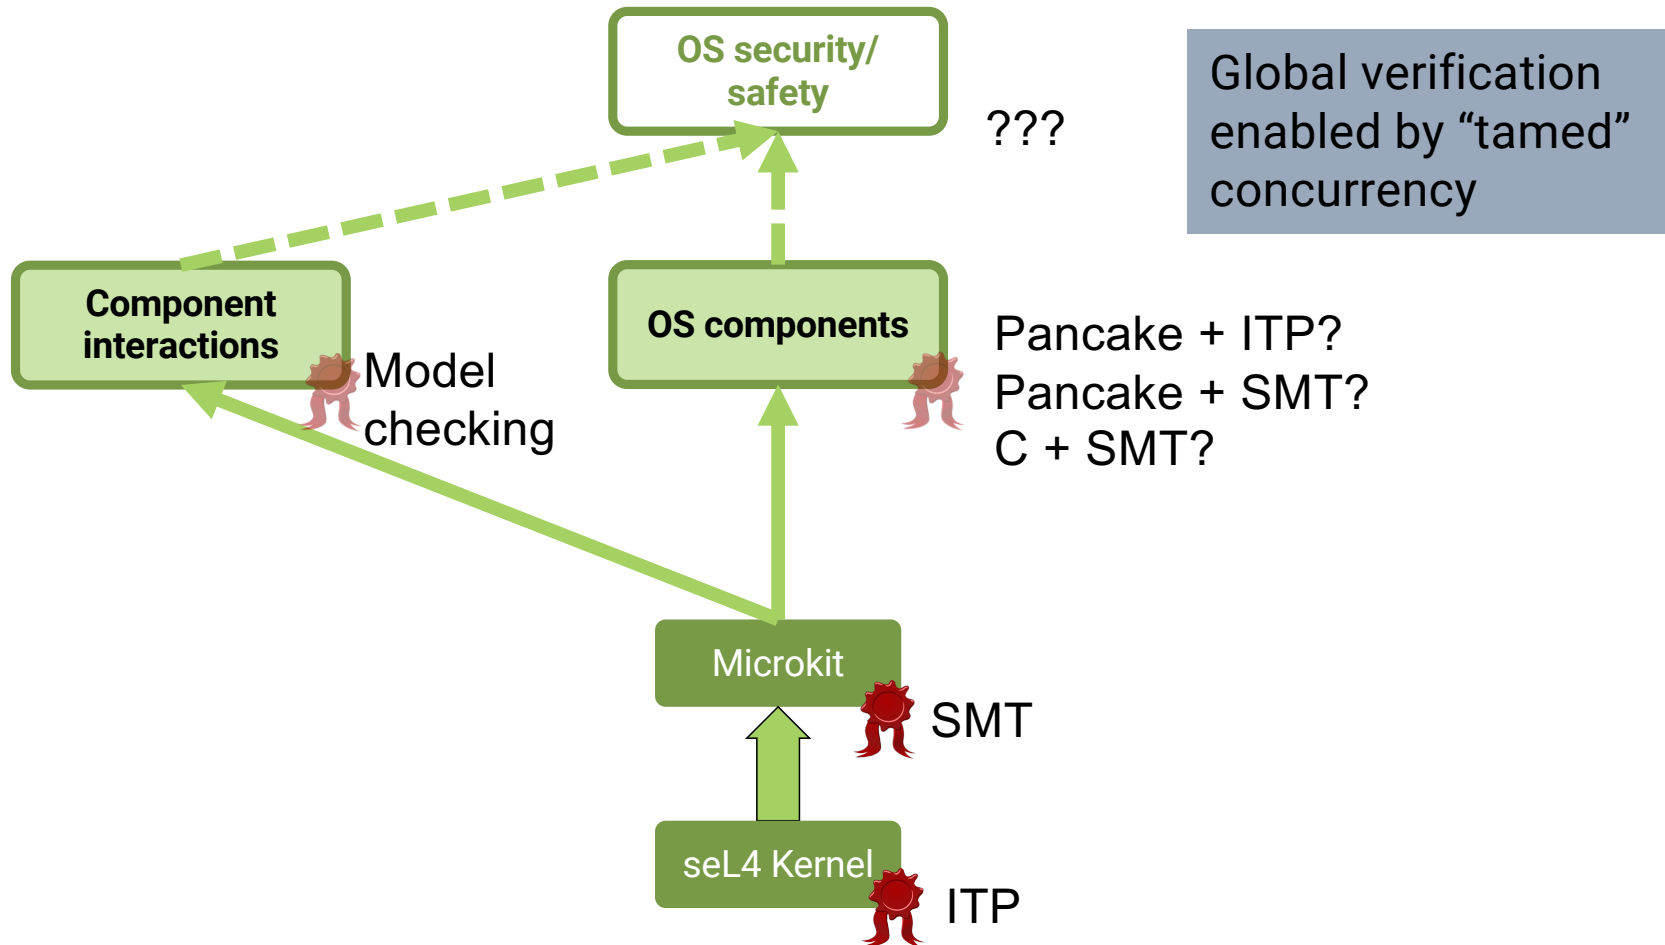 OS security/
safety
???
Global verification
enabled by “tamed”
concurrency
Component
interactions
Model
checking
OS components
Pancake + ITP?
Pancake + SMT?
C + SMT?
Microkit
SMT
seL4 Kernel
ITP